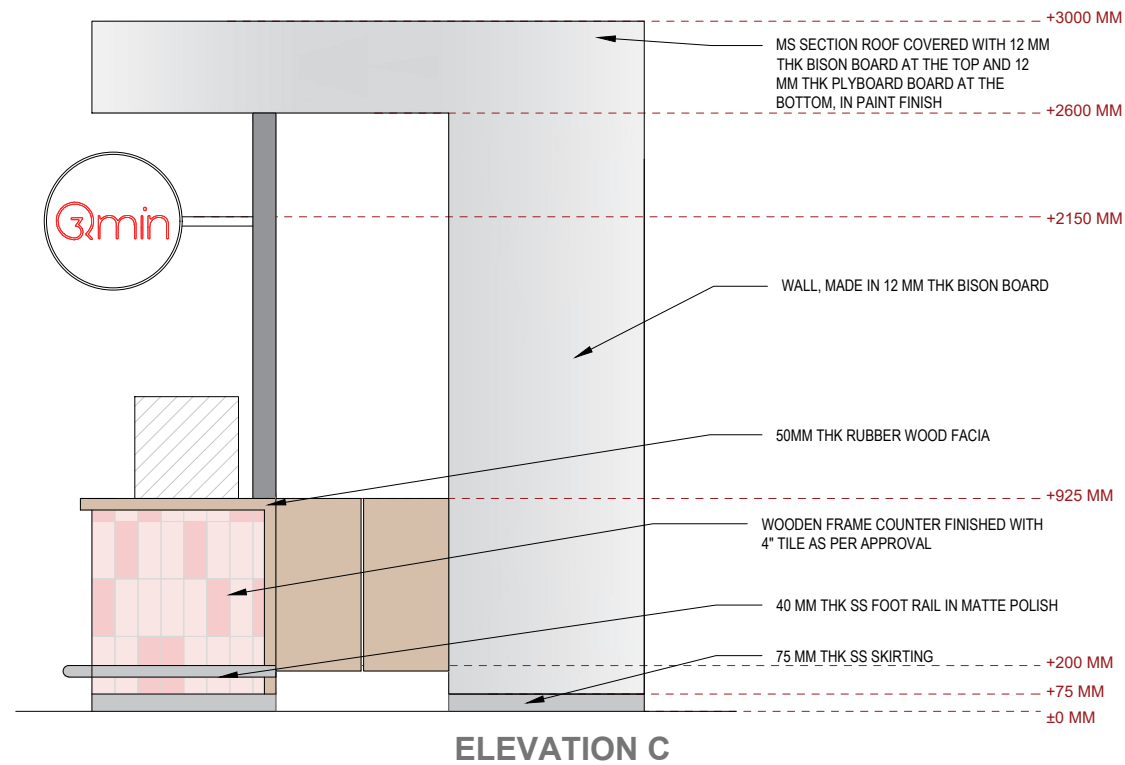 +3000 MM
MS SECTION ROOF COVERED WITH 12 MM
THK BISON BOARD AT THE TOP AND 12
MM THK PLYBOARD BOARD AT THE
BOTTOM, IN PAINT FINISH
+2600 MM
Qmin
+2150 MM
WALL, MADE IN 12 MM THK BISON BOARD
50MM THK RUBBER WOOD FACIA
+925 MM
WOODEN FRAME COUNTER FINISHED WITH
4" TILE AS PER APPROVAL
40 MM THK SS FOOT RAIL IN MATTE POLISH
75 MM THK SS SKIRTING
+200 MM
+75 MM
±0 MM
ELEVATION C